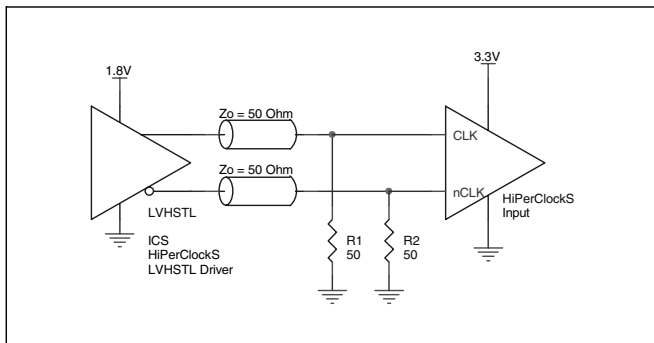 1.8V
3.3V
Zo = 50 Ohm
CLK
Zo = 50 Ohm
nCLK
HiPerClockS
Input
LVHSTL
ICS
HiPerClockS
LVHSTL Driver
R1
50
R2
50